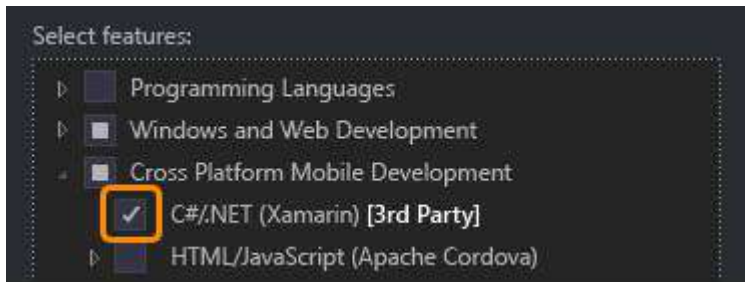 Select features:
Programming Languages
Windows and Web Development
Cross Platform Mobile Development
C#/.NET (Xamarin) [3rd Party]
HTML/JavaScript (Apache Cordova)